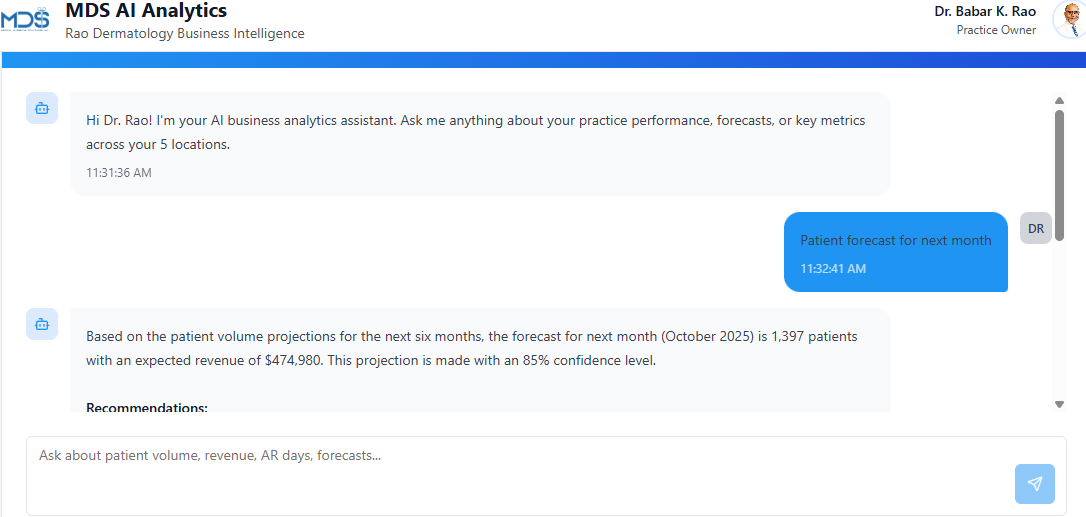 MDS
MDS AI Analytics
Rao Dermatology Business Intelligence
Dr. Babar K. Rao
Practice Owner
Hi Dr. Rao! I'm your AI business analytics assistant. Ask me anything about your practice performance, forecasts, or key metrics
across your 5 locations.
11:31:36 AM
Patient forecast for next month
11:32:41 AM
DR
Based on the patient volume projections for the next six months, the forecast for next month (October 2025) is 1,397 patients
with an expected revenue of $474,980. This projection is made with an 85% confidence level.
Recommendations:
Ask about patient volume, revenue, AR days, forecasts...